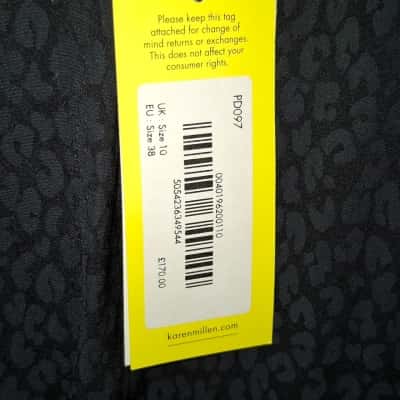 Please keep this tag
attached for change of
mind returns or exchanges.
This does not affect your
consumer rights.
PD097
UK : Size 10
EU : Size 38
0040196200110
5054236349544
£170.00
karenmillen.com